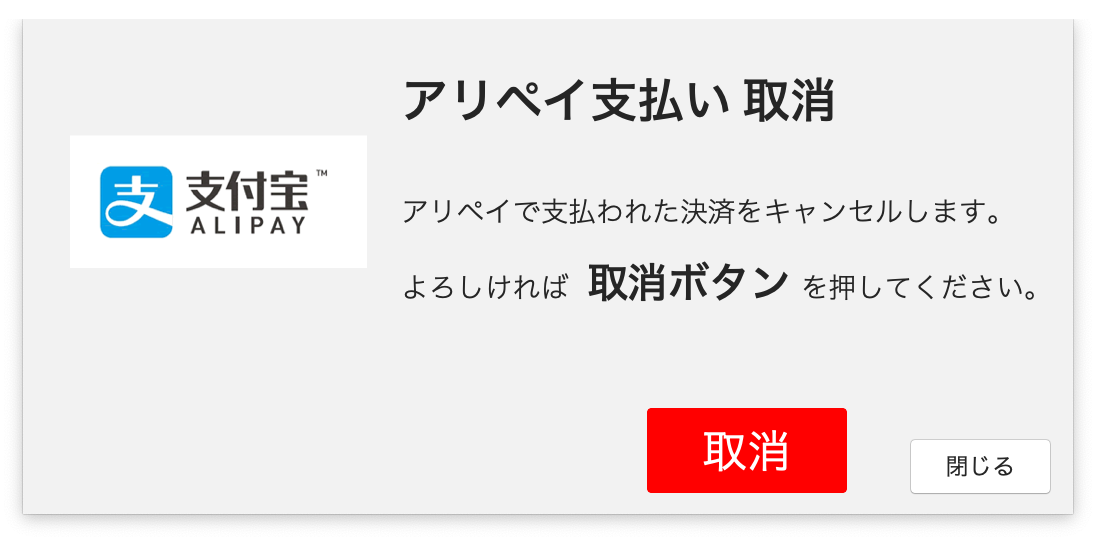 アリペイ支払い 取消
支
支付宝™
ALIPAY
アリペイで支払われた決済をキャンセルします。
よろしければ 取消ボタン を押してください。
取消
閉じる